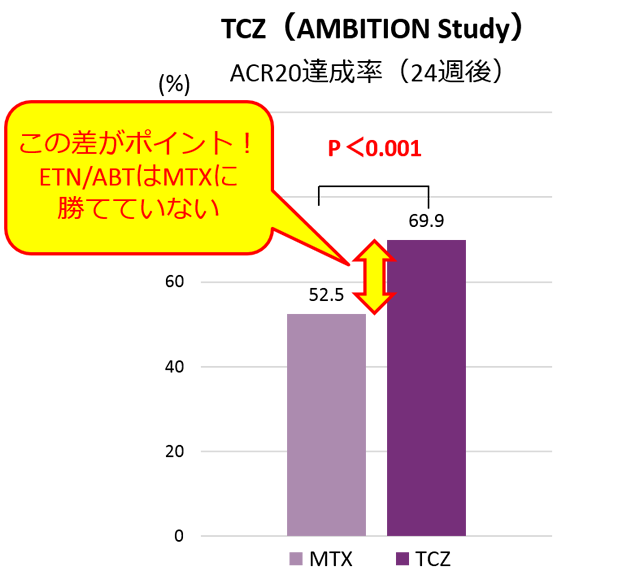 TCZ（AMBITION Study）
ACR20達成率（24週後）
(%)
この差がポイント！
ETN/ABTはMTXに
勝てていない
P＜0.001
69.9
60
52.5
40
20
0
MTX
TCZ